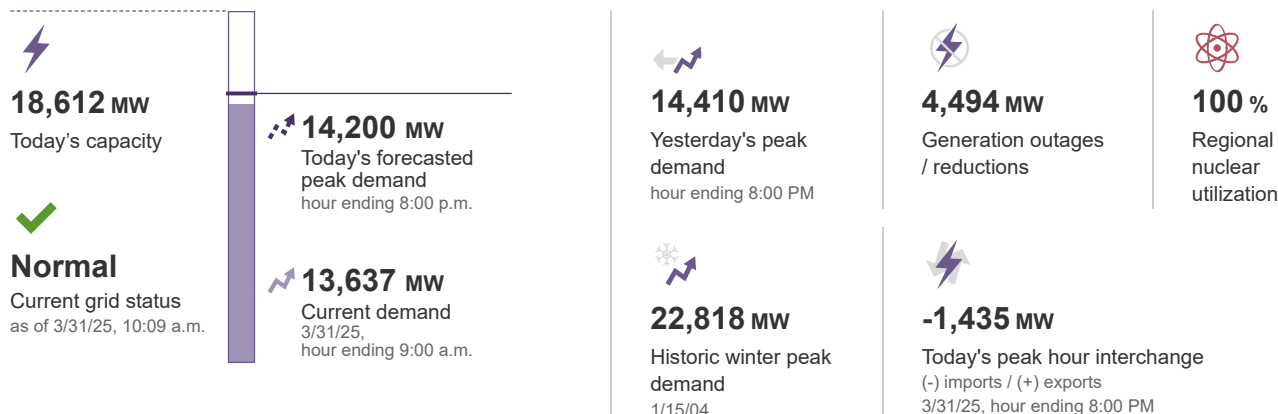 18,612 MW
Today's capacity
Normal
Current grid status
as of 3/31/25, 10:09 a.m.
14,200 MW
Today's forecasted
peak demand
hour ending 8:00 p.m.
13,637 MW
Current demand
3/31/25,
hour ending 9:00 a.m.
14,410 MW
Yesterday's peak
demand
hour ending 8:00 PM
4,494 MW
Generation outages
/ reductions
100 %
Regional
nuclear
utilization
22,818 MW
Historic winter peak
demand
1/15/04
-1,435 MW
Today's peak hour interchange
(-) imports / (+) exports
3/31/25, hour ending 8:00 PM